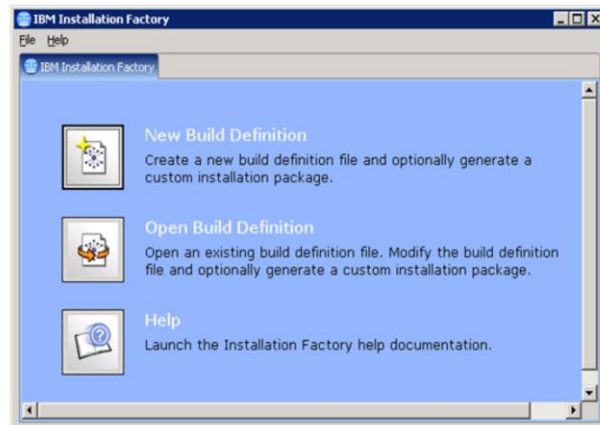 IBM Installation Factory
File Help
IBM Installation Factory
New Build Definition
Create a new build definition file and optionally generate a
custom installation package.
Open Build Definition
Open an existing build definition file. Modify the build definition
file and optionally generate a custom installation package.
Help
Launch the Installation Factory help documentation.